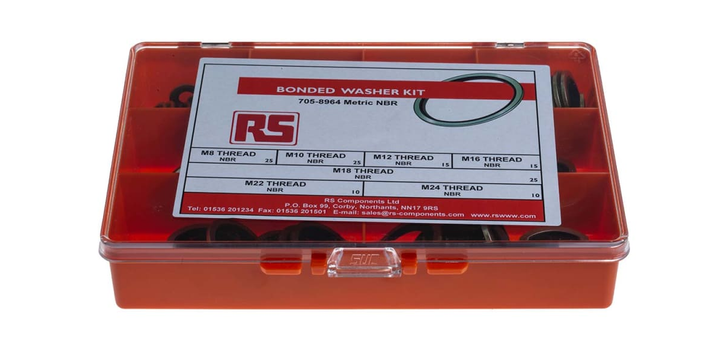 BONDED WASHER KIT
705-8964 Metric NBR
RS
M8 THREAD M10 THREAD M12 THREAD M16 THREAD
NBR 25 NBR 25 NBR 15 NBR 15
M18 THREAD
NBR 25
M22 THREAD M24 THREAD
NBR 10 NBR 10
RS Components Ltd
P.O. Box 99, Corby, Northants, NN17 9RS
Tel: 01536 201234 Fax: 01536 201501 E-mail: sales@rs-components.com www.rswww.com